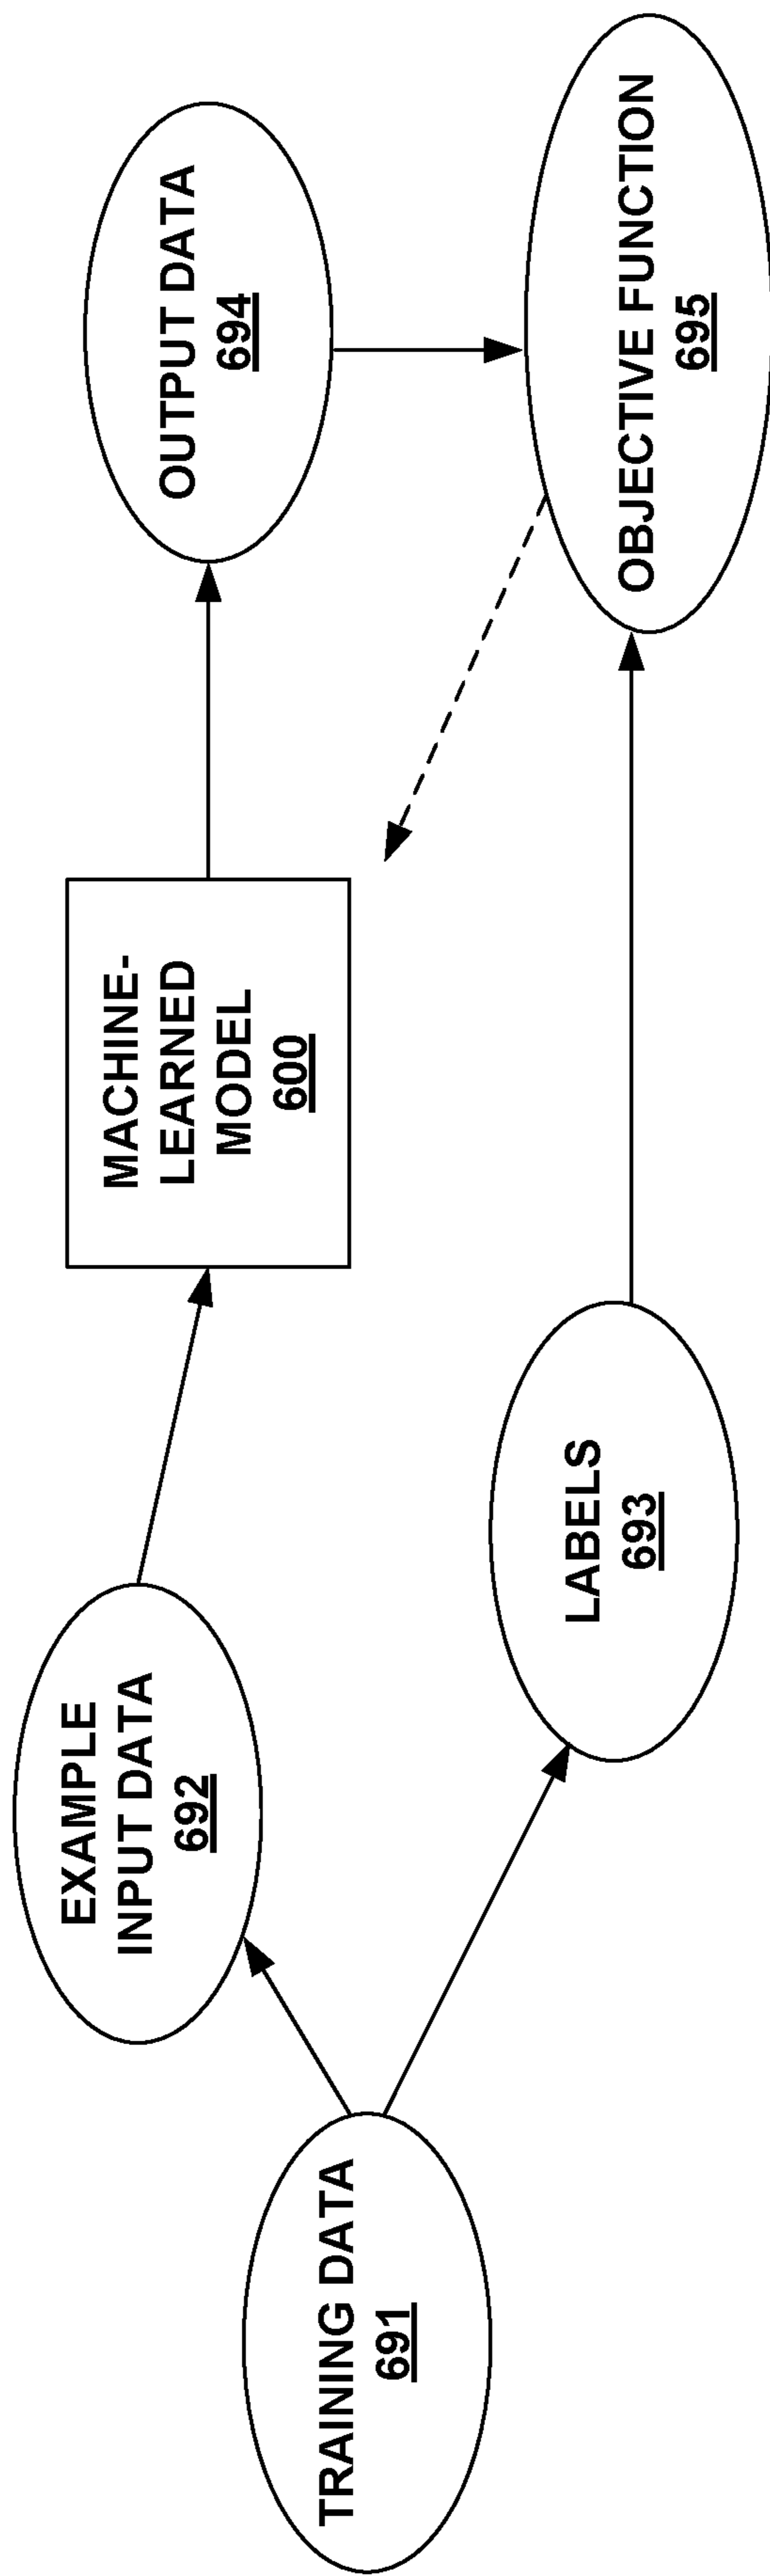 TRAINING DATA
691
EXAMPLE
INPUT DATA
692
LABELS
693
MACHINE-
LEARNED
MODEL
600
OUTPUT DATA
694
OBJECTIVE FUNCTION
695